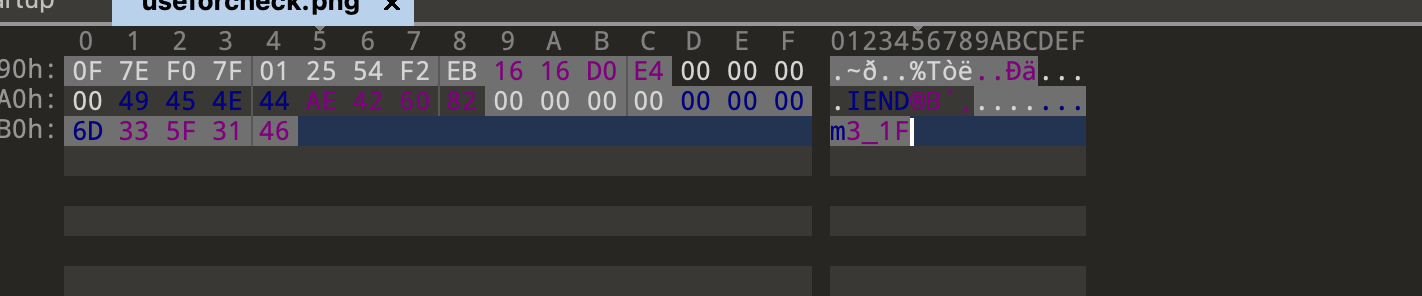 artup
useforcheck.png ×
0 1 2 3 4 5 6 7 8 9 A B C D E F 0123456789ABCDEF
90h: 0F 7E F0 7F 01 25 54 F2 EB 16 16 D0 E4 00 00 00 .~ð..%Tòë..Ðä...
A0h: 00 49 45 4E 44 AE 42 60 82 00 00 00 00 00 00 00 .IEND®B`‚.......
B0h: 6D 33 5F 31 46 m3_1F